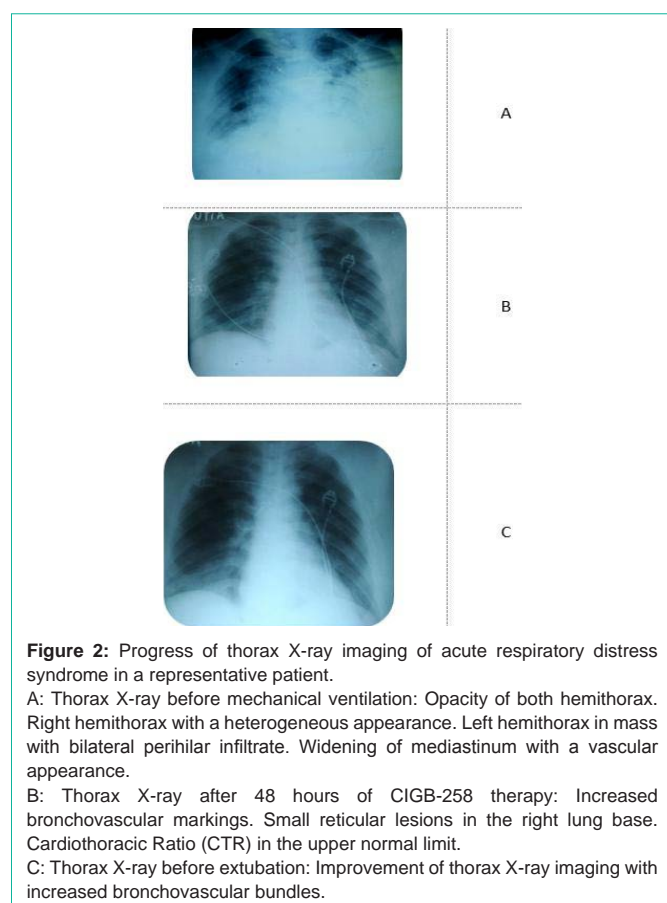 A
B
C
Figure 2: Progress of thorax X-ray imaging of acute respiratory distress
syndrome in a representative patient.
A: Thorax X-ray before mechanical ventilation: Opacity of both hemithorax.
Right hemithorax with a heterogeneous appearance. Left hemithorax in mass
with bilateral perihilar infiltrate. Widening of mediastinum with a vascular
appearance.
B: Thorax X-ray after 48 hours of CIGB-258 therapy: Increased
bronchovascular markings. Small reticular lesions in the right lung base.
Cardiothoracic Ratio (CTR) in the upper normal limit.
C: Thorax X-ray before extubation: Improvement of thorax X-ray imaging with
increased bronchovascular bundles.